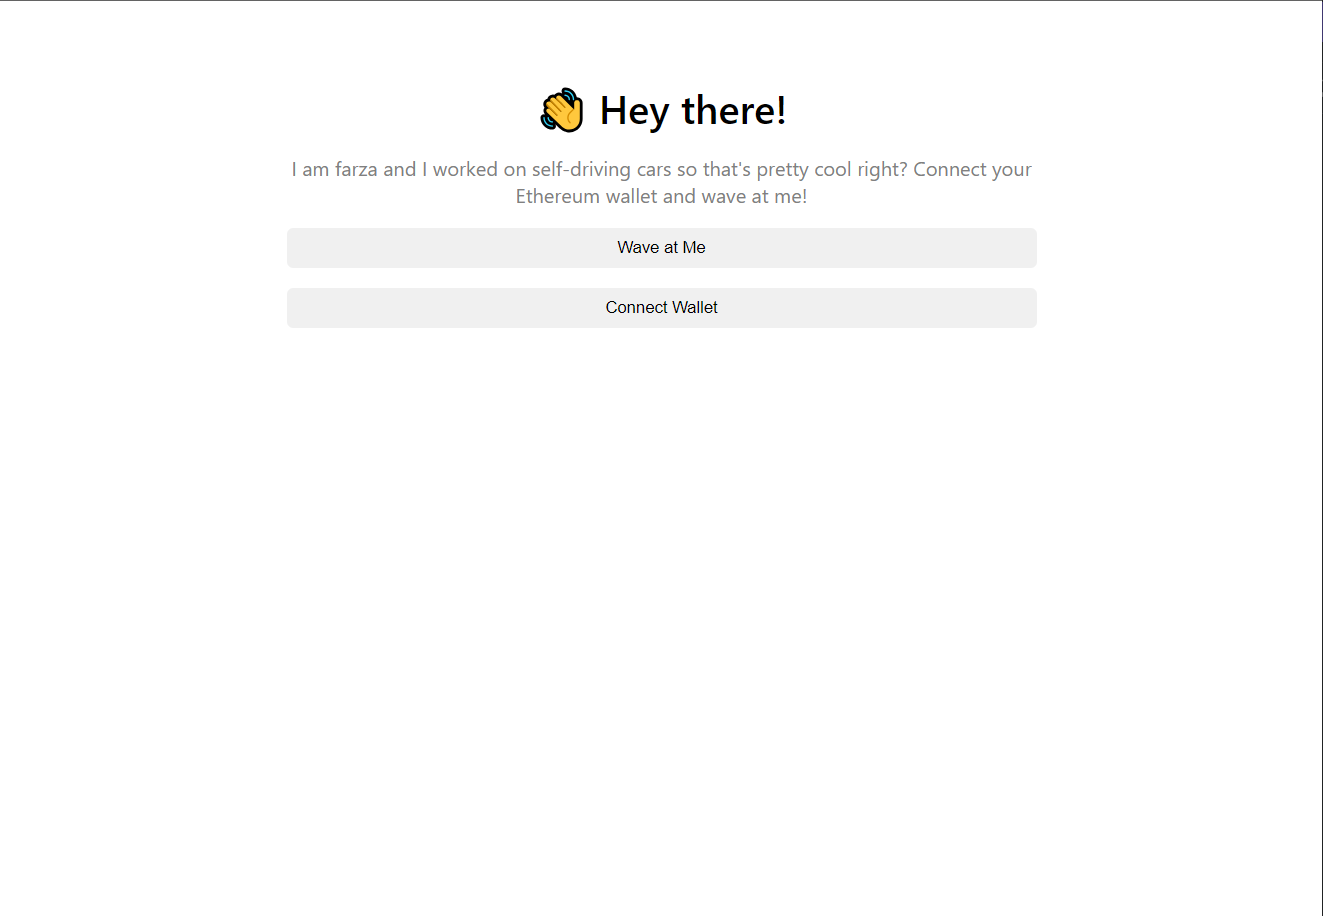 👋 Hey there!
I am farza and I worked on self-driving cars so that's pretty cool right? Connect your
Ethereum wallet and wave at me!
Wave at Me
Connect Wallet